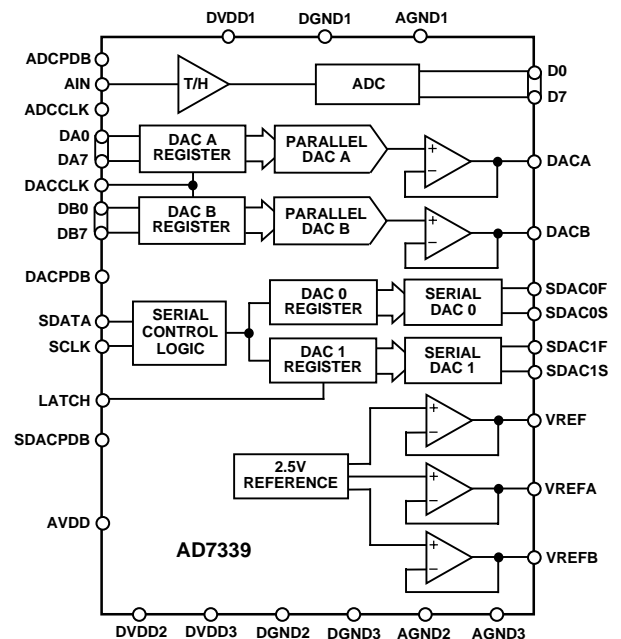 DVDD1 DGND1 AGND1
ADCPDB
AIN
ADCCLK
T/H
ADC
D0
D7
DA0
DA7
DACCLK
DB0
DB7
DAC A
REGISTER
PARALLEL
DAC A
+
−
DACA
DAC B
REGISTER
PARALLEL
DAC B
+
−
DACB
DACPDB
SDATA
SCLK
SERIAL
CONTROL
LOGIC
DAC 0
REGISTER
SERIAL
DAC 0
SDAC0F
SDAC0S
DAC 1
REGISTER
SERIAL
DAC 1
SDAC1F
SDAC1S
LATCH
SDACPDB
+
−
VREF
2.5V
REFERENCE
+
−
VREFA
AVDD
AD7339
+
−
VREFB
DVDD2 DVDD3 DGND2 DGND3 AGND2 AGND3